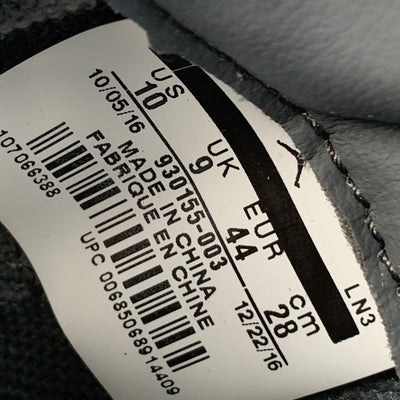 LN3
US UK EUR cm
10 9 44 28
10/05/16 12/22/16
930155-003
MADE IN CHINA
FABRIQUE EN CHINE
107066388
UPC 00685068914409